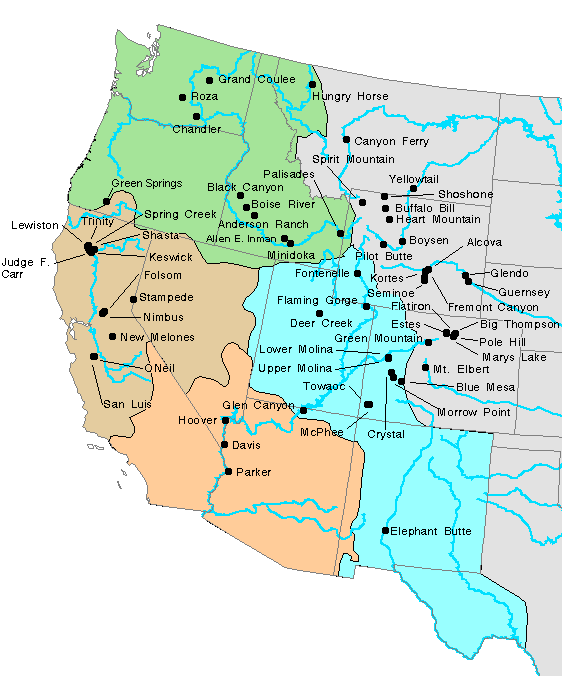 Grand Coulee
Roza
Hungry Horse
Chandler
Canyon Ferry
Spirit Mountain
Palisades
Yellowtail
Green Springs
Black Canyon
Shoshone
Boise River
Buffalo Bill
Spring Creek
Heart Mountain
Trinity
Anderson Ranch
Lewiston
Shasta
Allen E. Inman
Boysen
Alcova
Minidoka
Pilot Butte
Judge F.
Carr
Keswick
Folsom
Fontenelle
Kortes
Glendo
Seminoe
Guernsey
Stampede
Flaming Gorge
Flatiron
Fremont Canyon
Nimbus
Deer Creek
Estes
Big Thompson
New Melones
Green Mountain
Pole Hill
Lower Molina
Marys Lake
O'Neil
Upper Molina
Mt. Elbert
Towaoc
Blue Mesa
San Luis
Glen Canyon
Morrow Point
Hoover
McPhee
Crystal
Davis
Parker
Elephant Butte